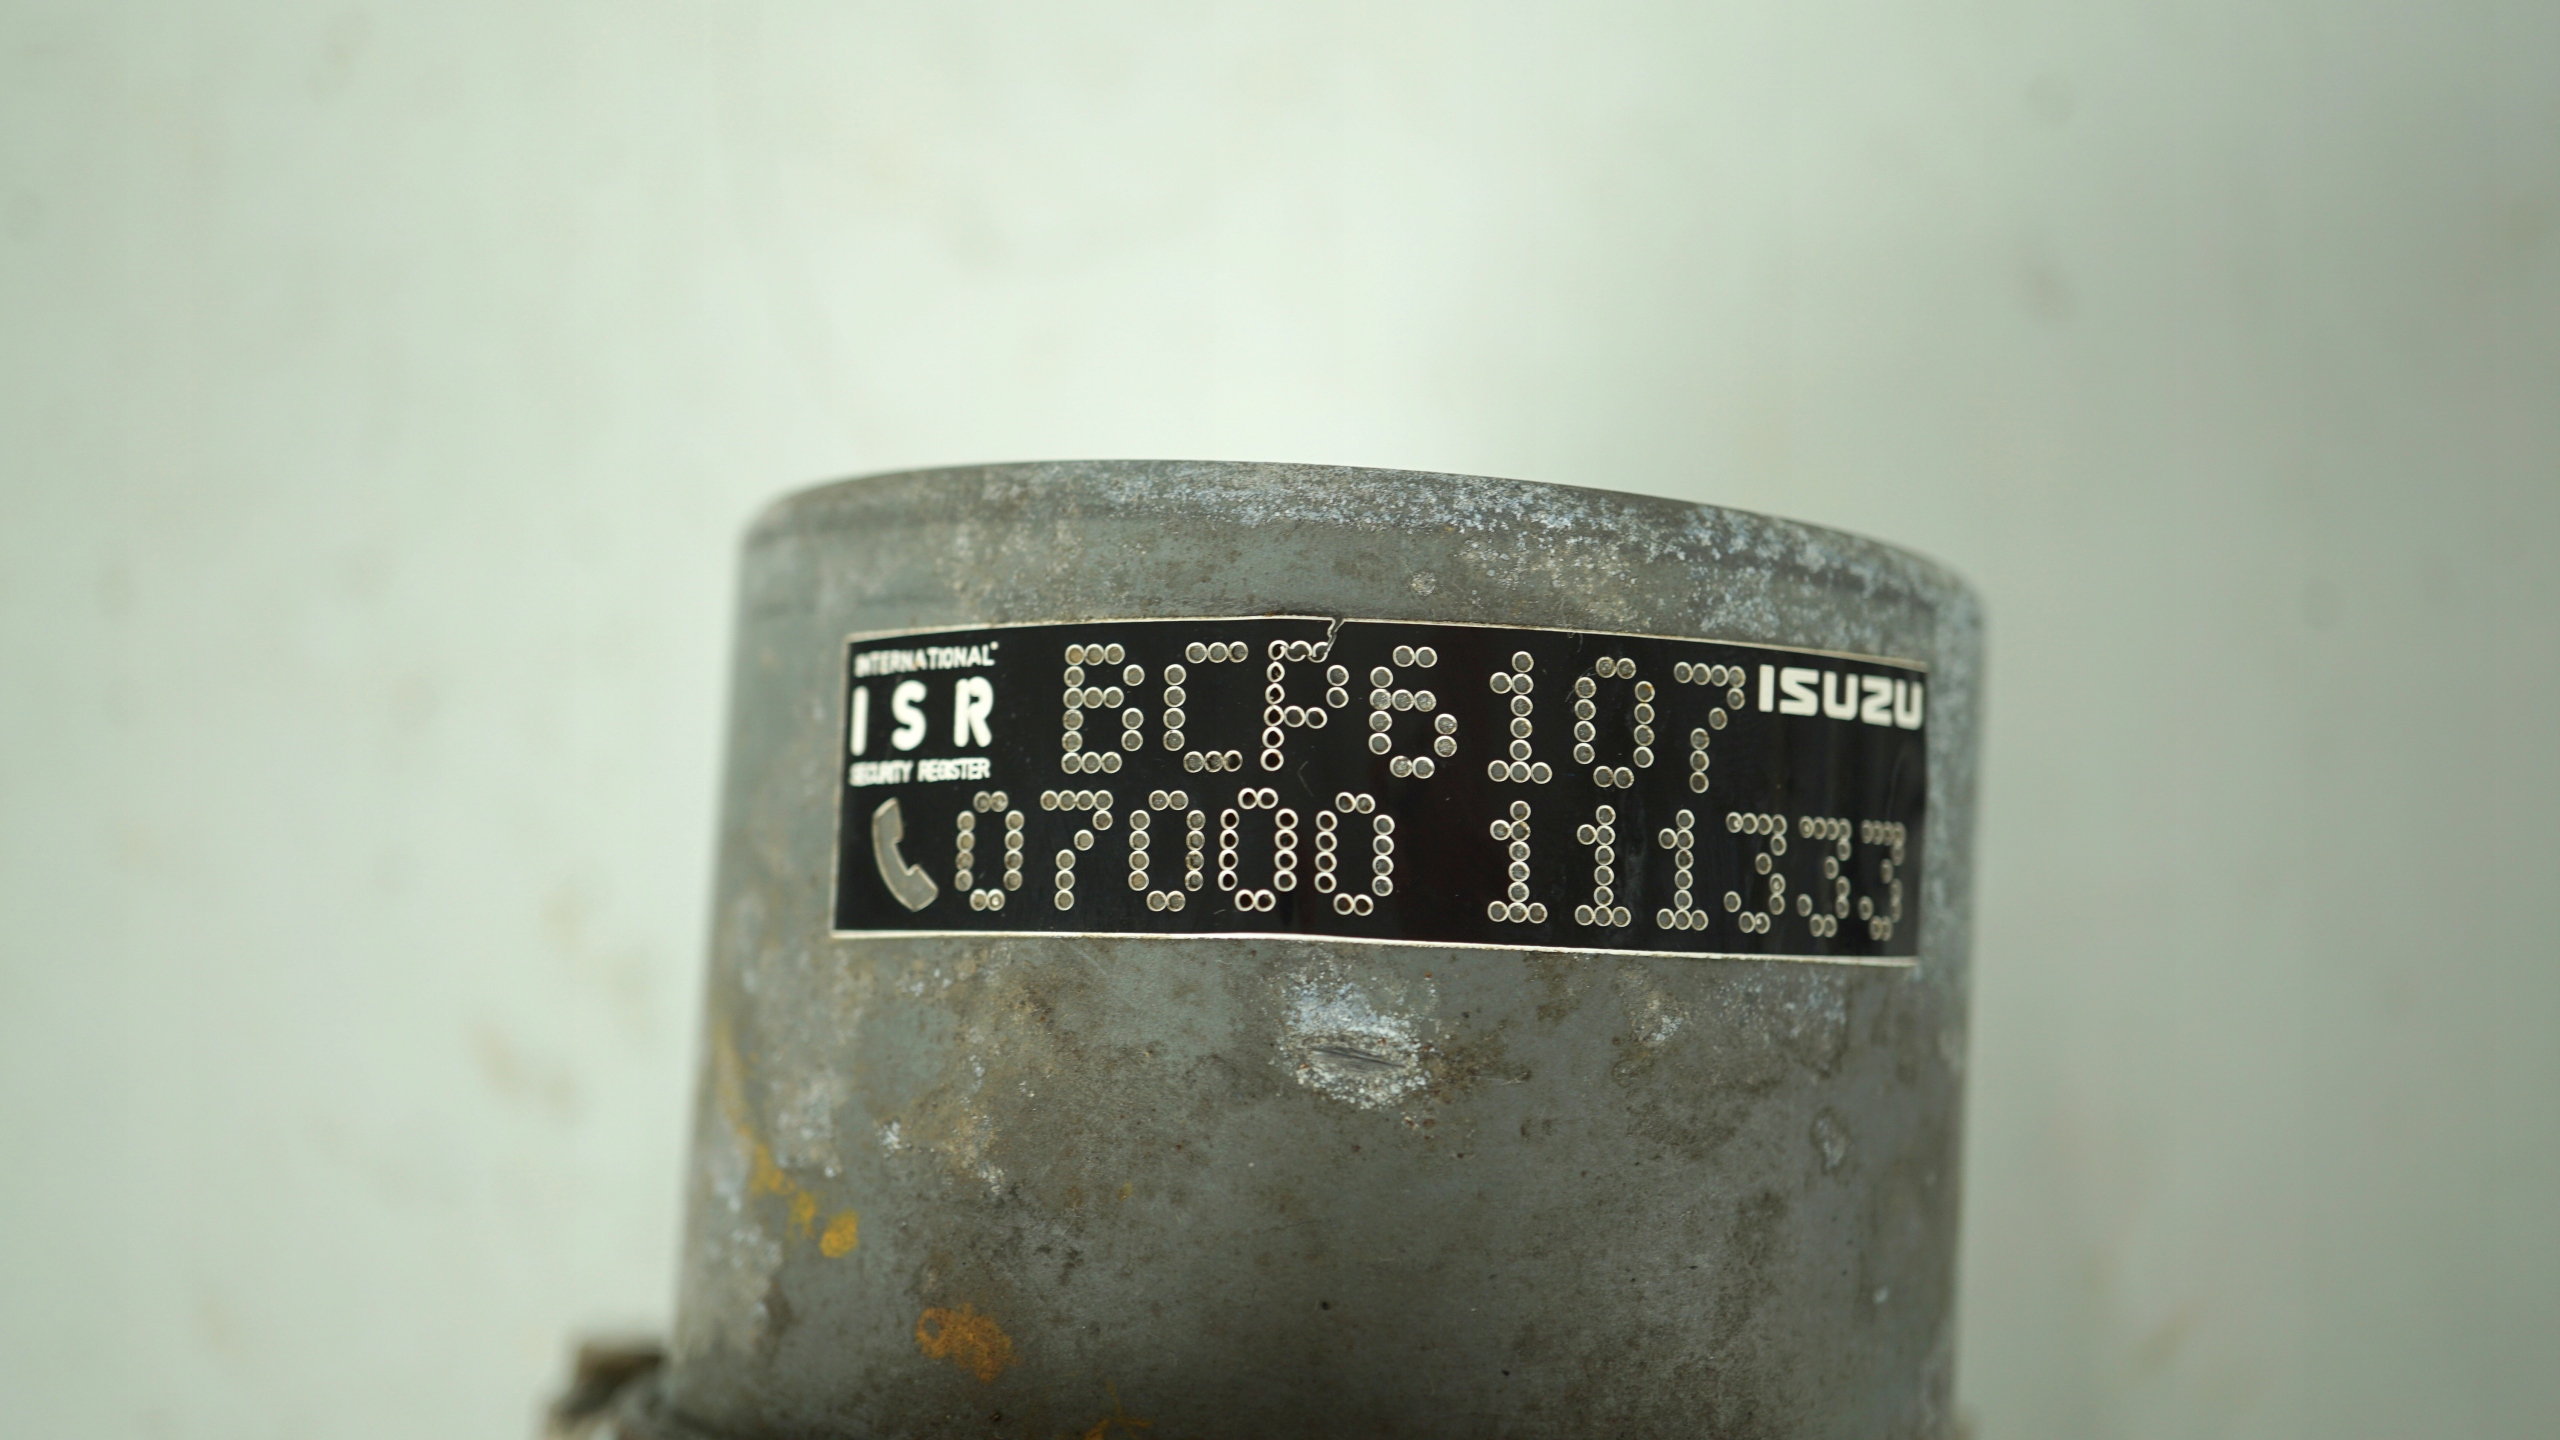 INTERNATIONAL
ISR
SECURITY REGISTER
BCP6107
ISUZU
07000 111333